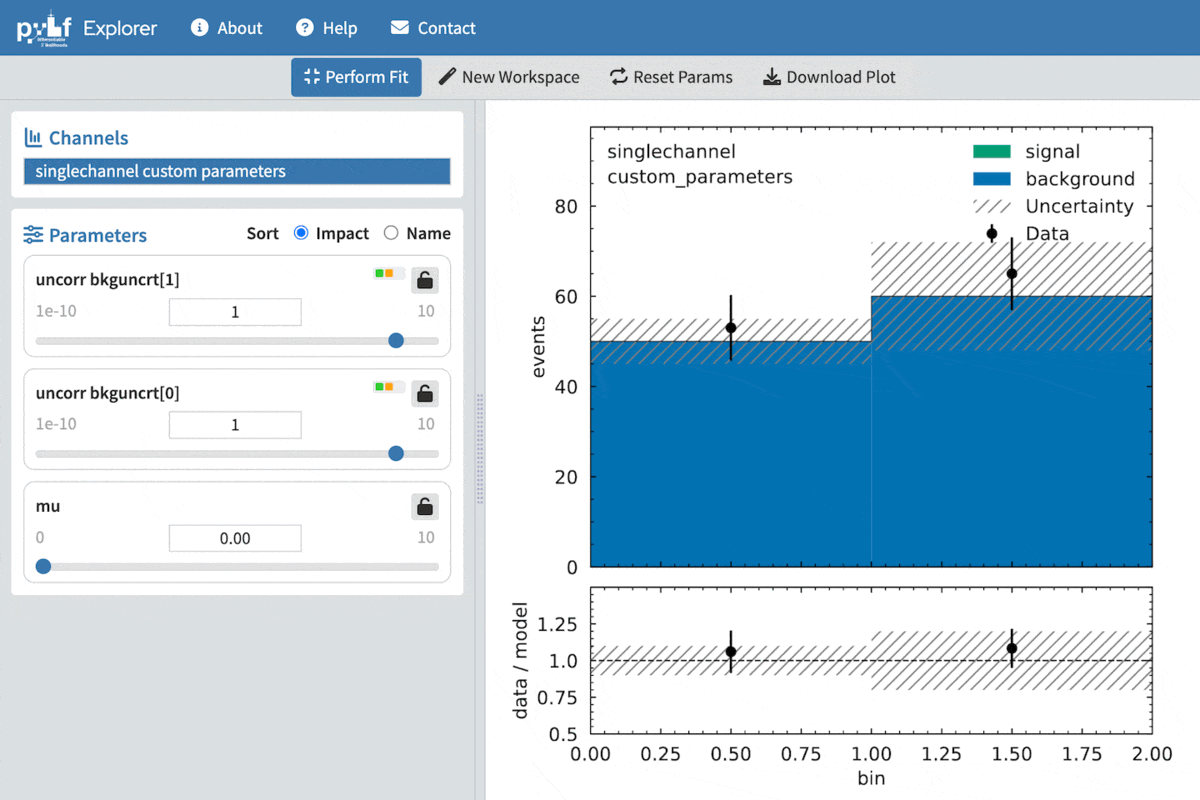 pyhf Explorer About Help Contact
Perform Fit New Workspace Reset Params Download Plot
Channels
singlechannel custom parameters
Parameters Sort Impact Name
uncorr bkguncrt[1]
1e-10 1 10
uncorr bkguncrt[0]
1e-10 1 10
mu
0 0.00 10
singlechannel
custom_parameters
signal
background
Uncertainty
Data
events
80
60
40
20
0
data / model
1.25
1.0
0.75
0.5
0.00 0.25 0.50 0.75 1.00 1.25 1.50 1.75 2.00
bin